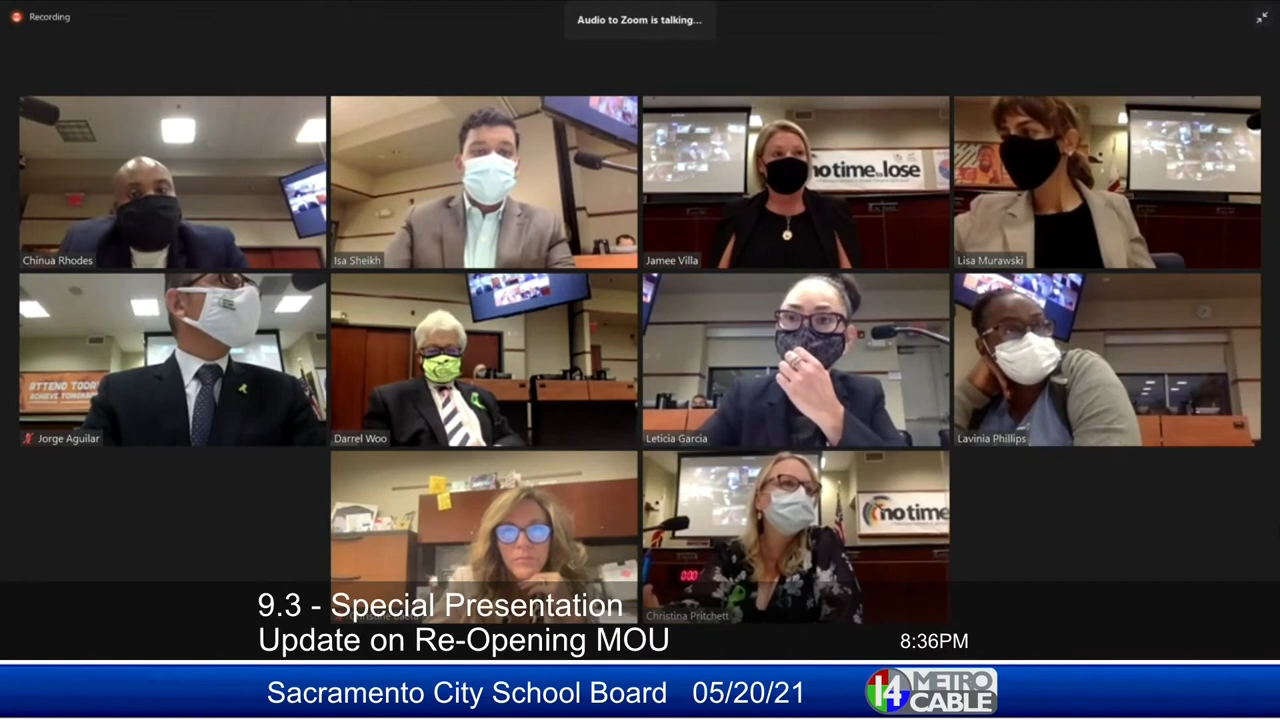 Recording
Audio to Zoom is talking...
Chinua Rhodes
Isa Sheikh
no time to lose
Jamee Villa
Lisa Murawski
ATTEND TODAY
ACHIEVE TOMORROW
Jorge Aguilar
Darrel Woo
Leticia Garcia
Lavinia Phillips
no time
Christine Baeta
Christina Pritchett
9.3 - Special Presentation
Update on Re-Opening MOU
8:36PM
Sacramento City School Board 05/20/21
14 METRO
CABLE